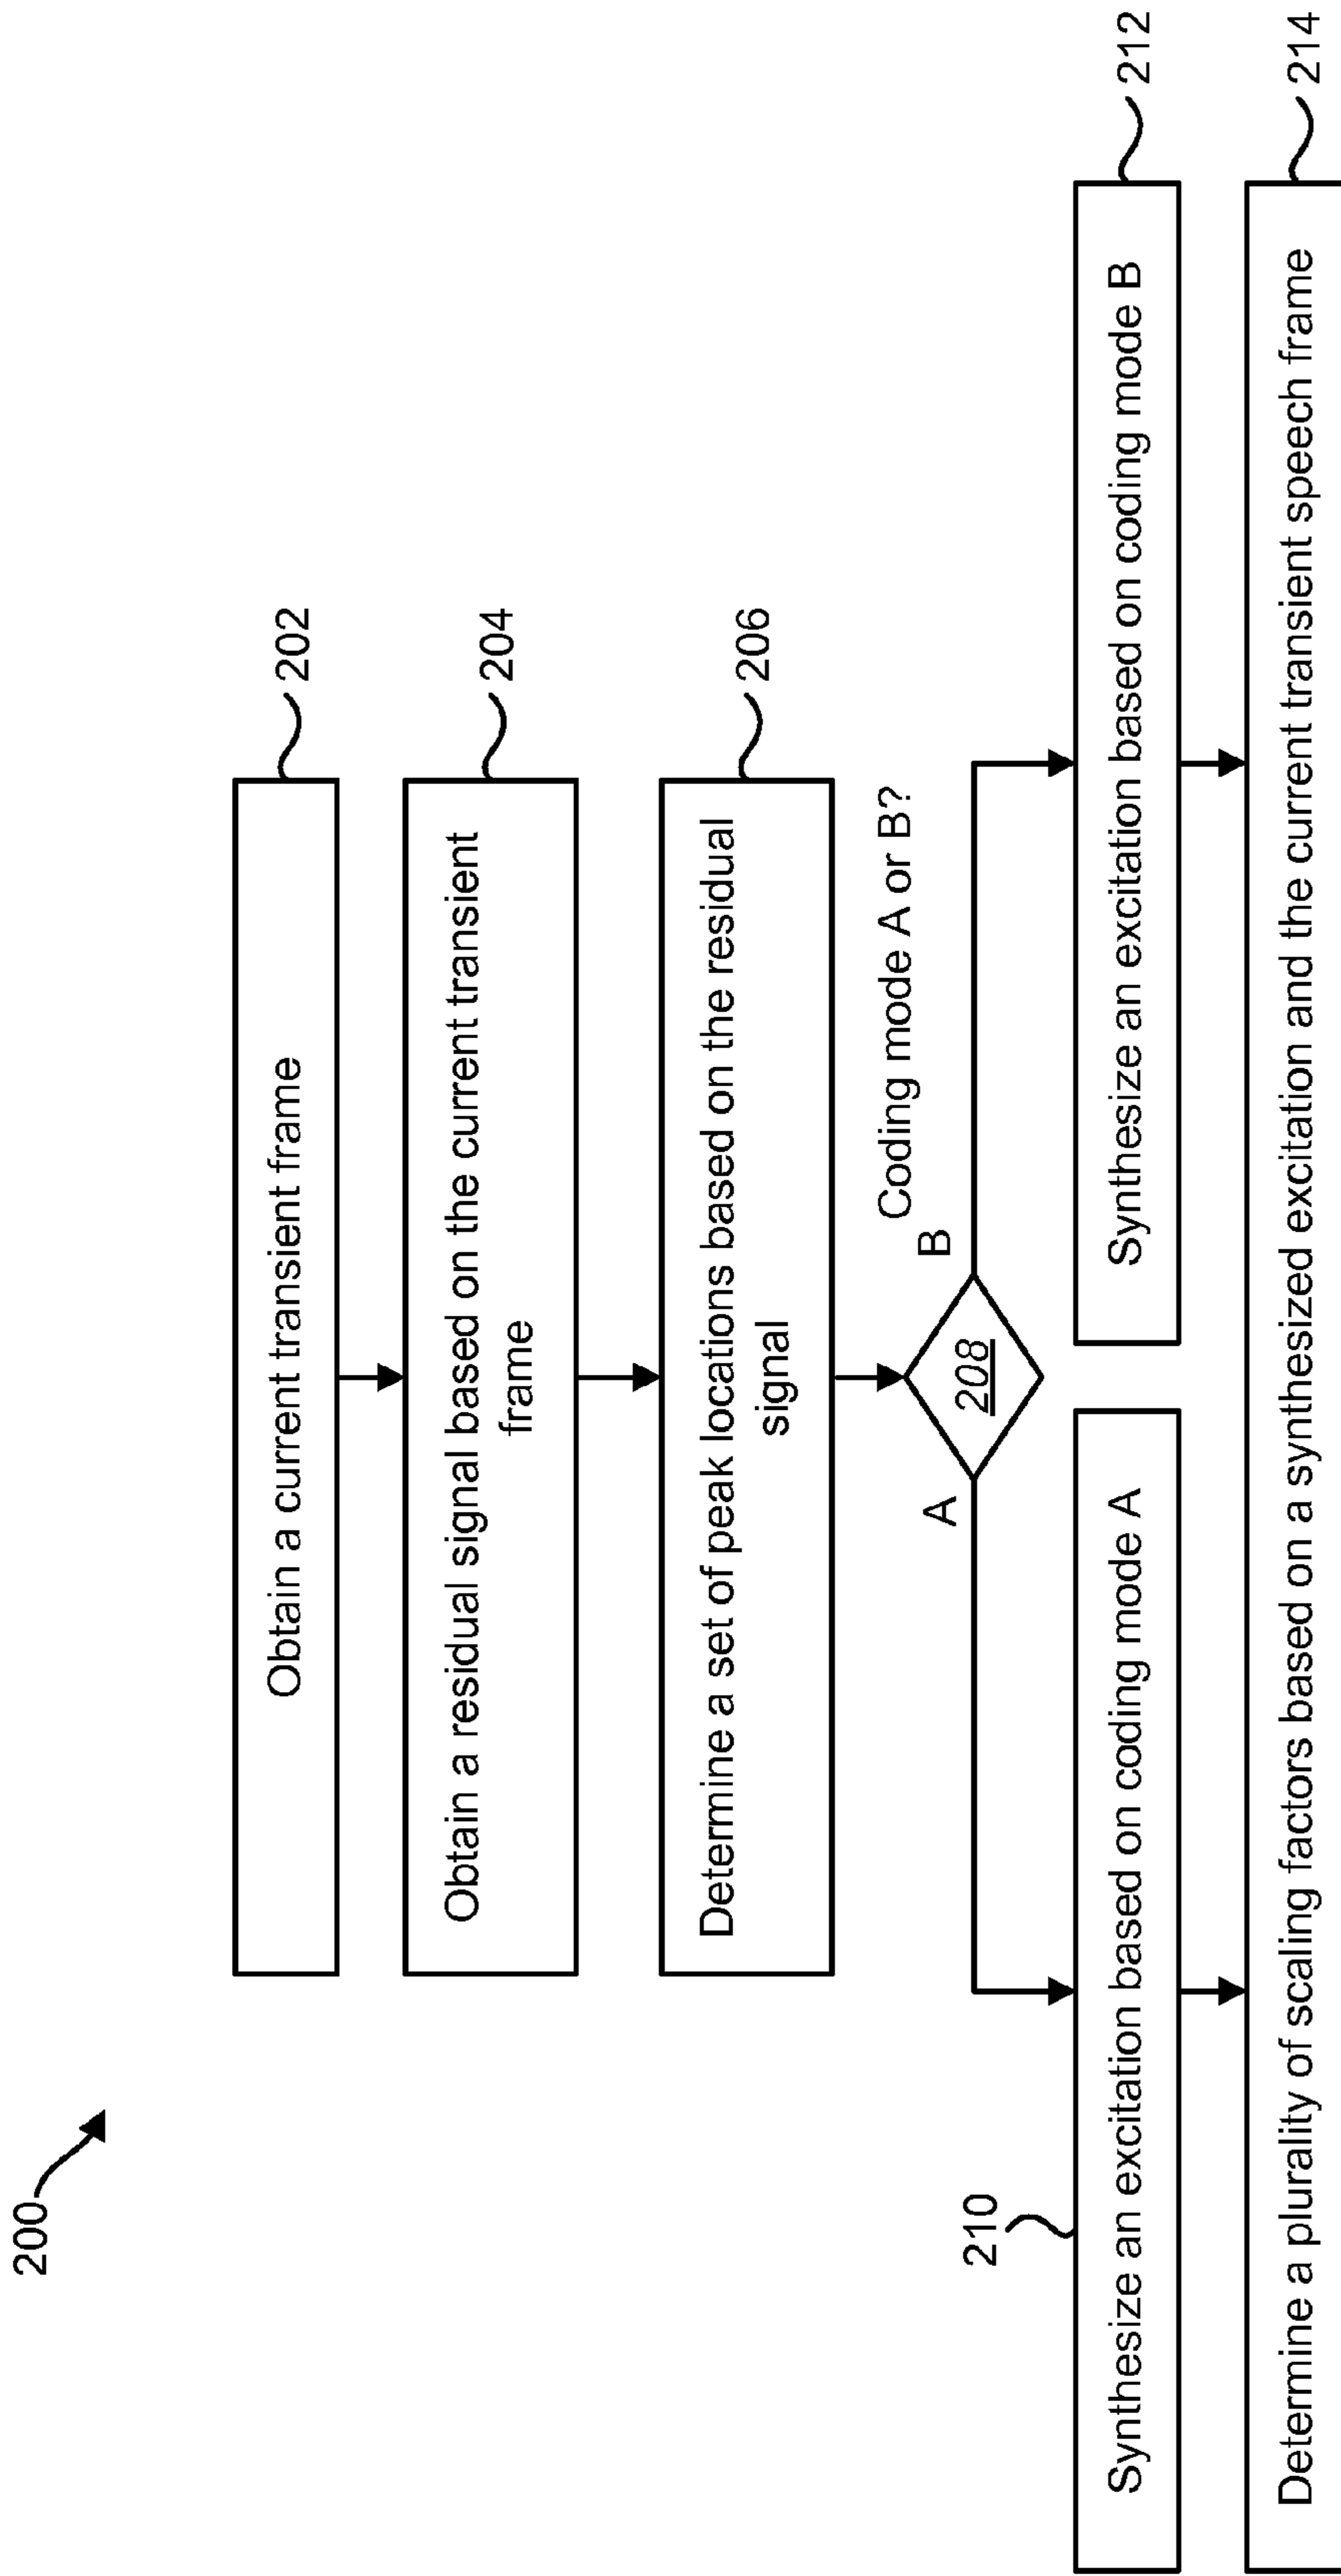 200
Obtain a current transient frame
202
Obtain a residual signal based on the current transient
frame
204
Determine a set of peak locations based on the residual
signal
206
Coding mode A or B?
A
208
B
210
Synthesize an excitation based on coding mode A
Synthesize an excitation based on coding mode B
212
Determine a plurality of scaling factors based on a synthesized excitation and the current transient speech frame
214